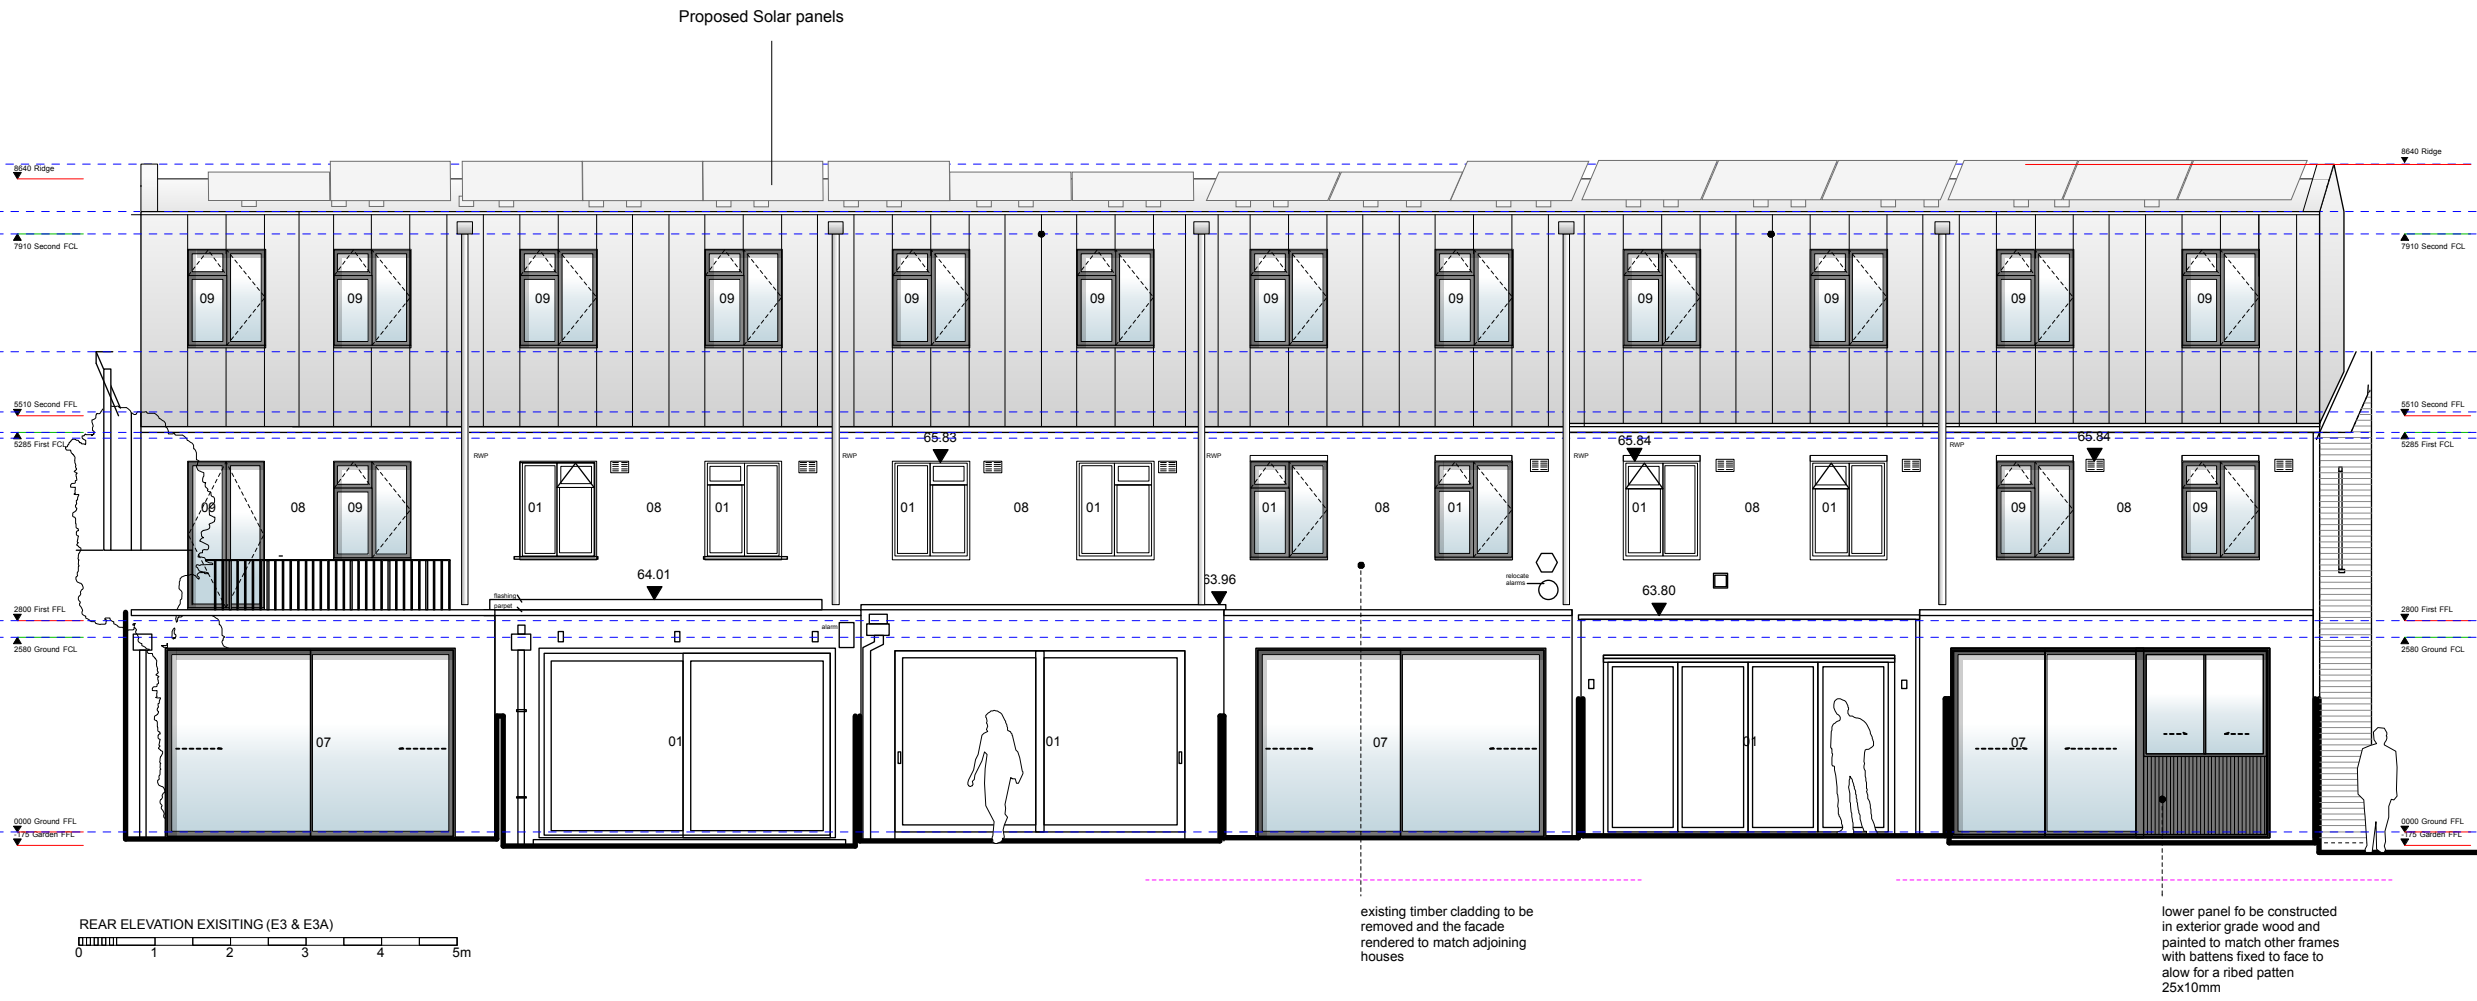 Proposed Solar panels
8640 Ridge
8640 Ridge
7910 Second FCL
7910 Second FCL
09 09 09 09 09 09 09 09 09 09 09 09
5510 Second FFL
5510 Second FFL
5285 First FCL
5285 First FCL
65.83 65.84 65.84
RWP RWP RWP RWP RWP
09 08 09 01 08 01 01 08 01 01 08 01 01 08 01 09 08 09
64.01 63.96 63.80
relocate
alarms
flashing
parpet
alarm
2800 First FFL
2800 First FFL
2580 Ground FCL
2580 Ground FCL
07 01 01 07 01 07
0000 Ground FFL
0000 Ground FFL
-175 Garden FFL
-175 Garden FFL
REAR ELEVATION EXISITING (E3 & E3A)
0 1 2 3 4 5m
existing timber cladding to be
removed and the facade
rendered to match adjoining
houses
lower panel fo be constructed
in exterior grade wood and
painted to match other frames
with battens fixed to face to
alow for a ribed patten
25x10mm